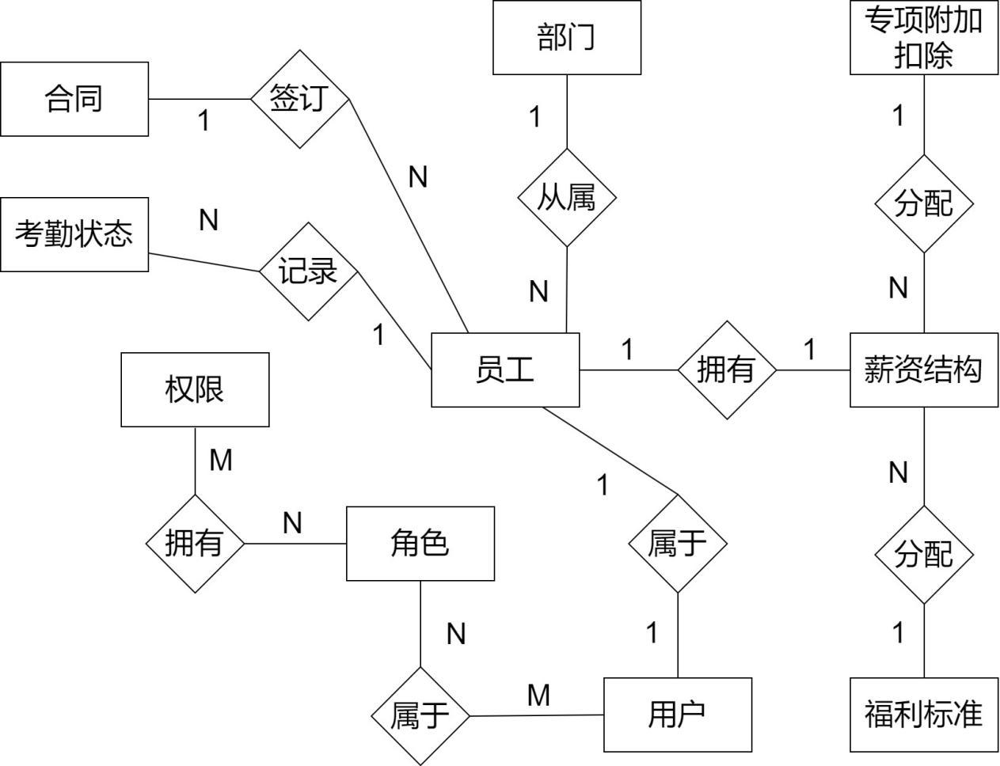 部门
专项附加
扣除
合同
签订
1
1
1
N
从属
分配
考勤状态
N
记录
N
N
1
员工
1
拥有
1
薪资结构
权限
M
N
1
拥有
N
角色
属于
分配
N
1
1
属于
M
用户
福利标准